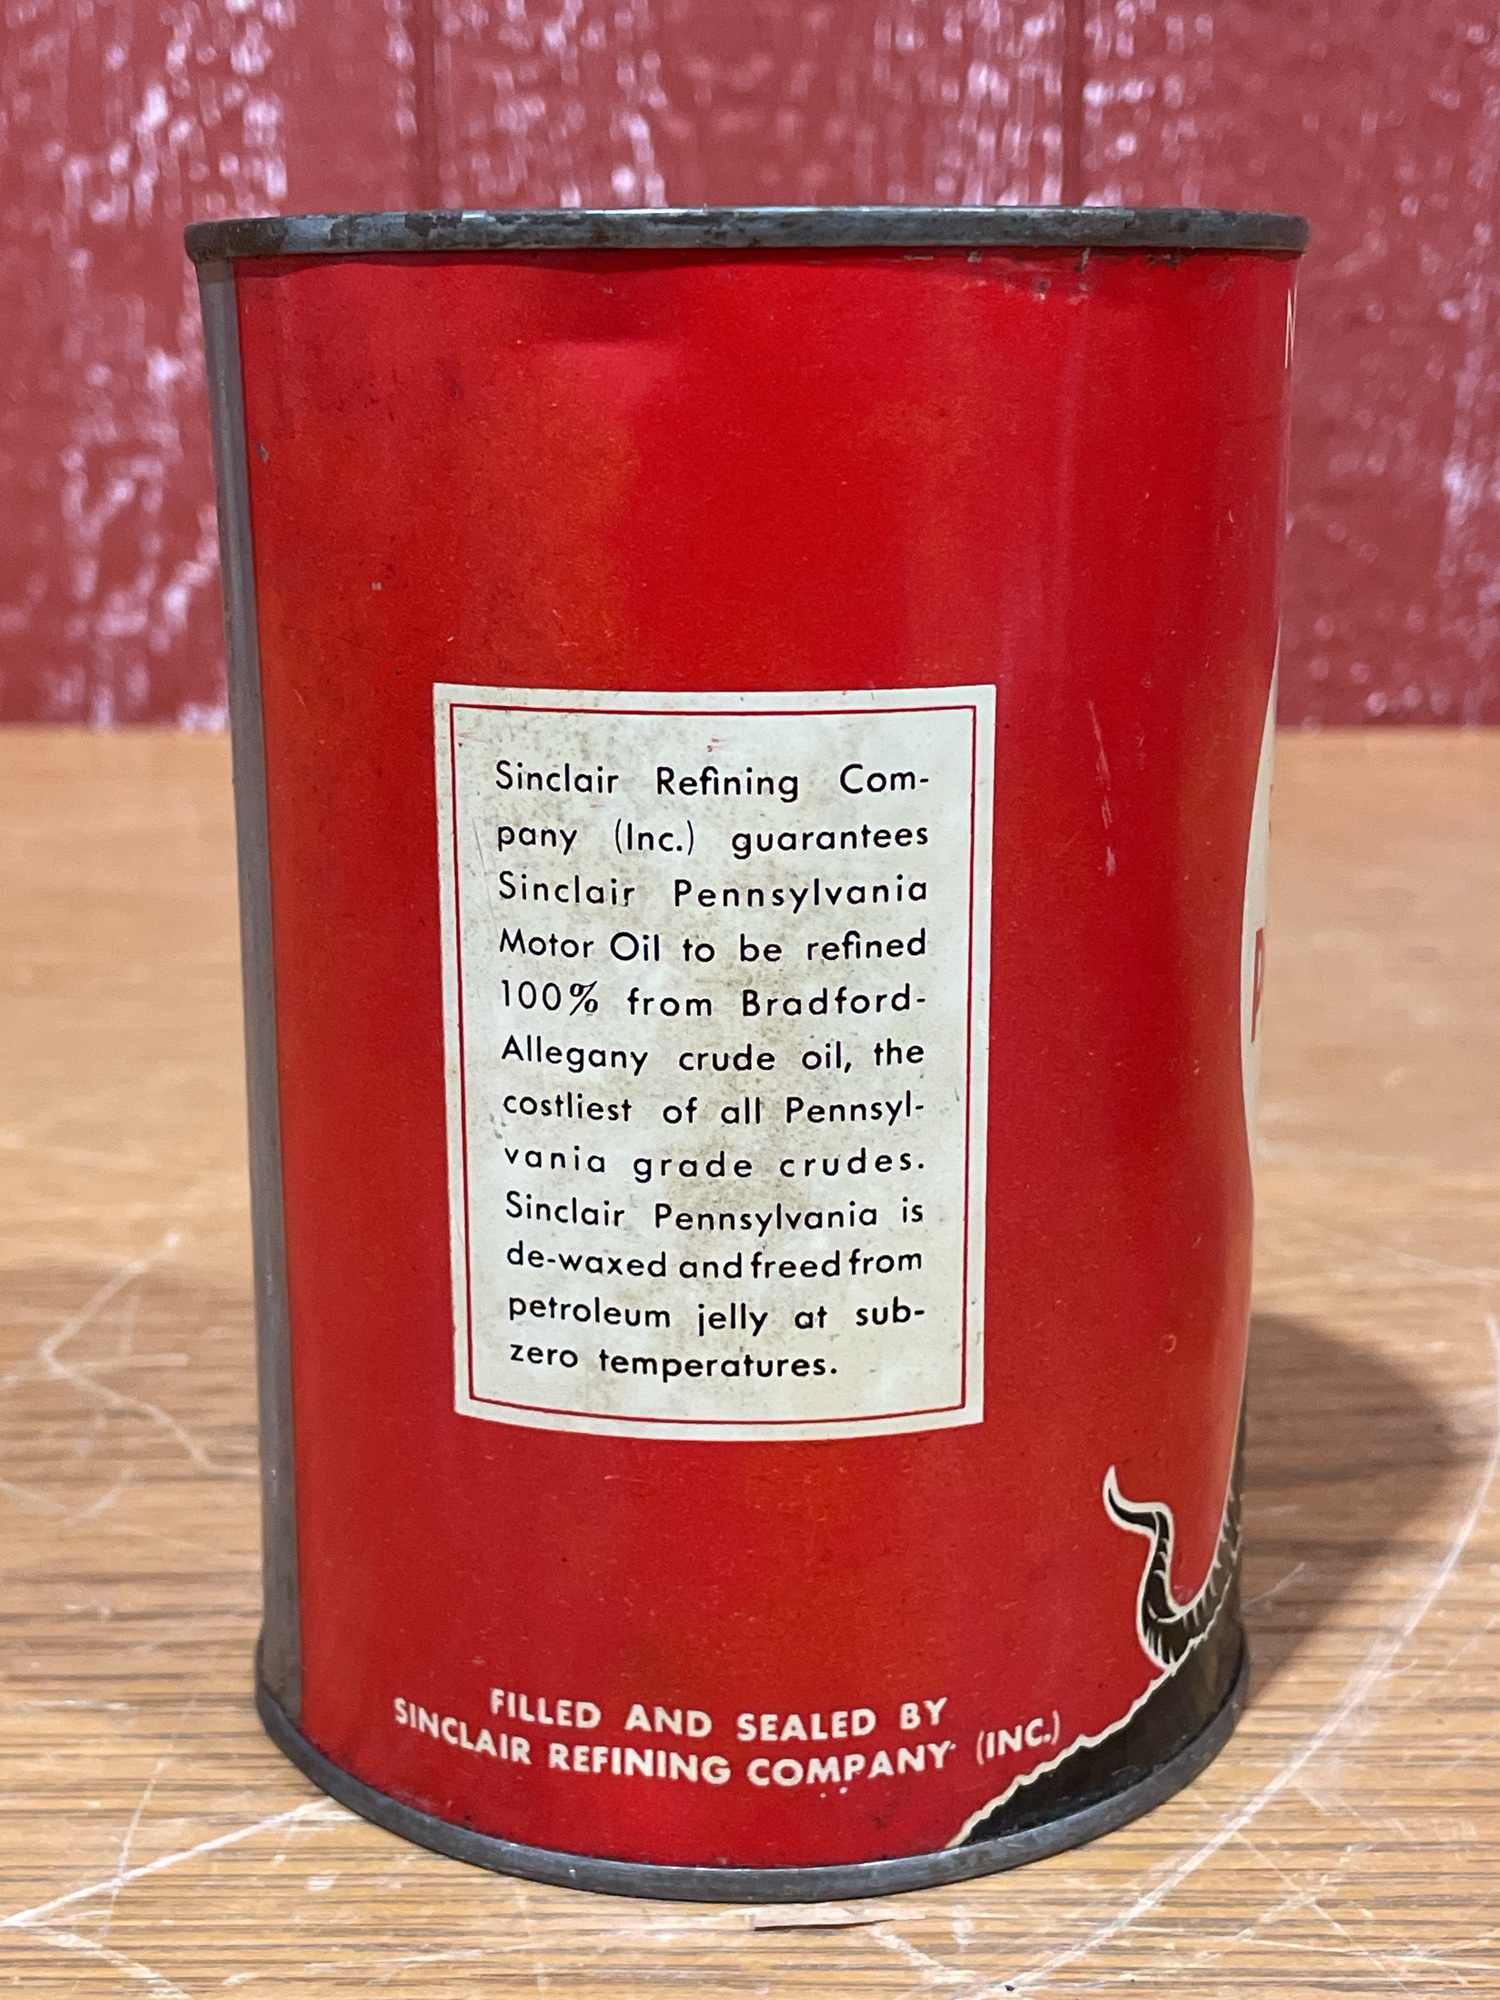 Sinclair Refining Com-
pany (Inc.) guarantees
Sinclair Pennsylvania
Motor Oil to be refined
100% from Bradford-
Allegany crude oil, the
costliest of all Pennsyl-
vania grade crudes.
Sinclair Pennsylvania is
de-waxed and freed from
petroleum jelly at sub-
zero temperatures.
FILLED AND SEALED BY
SINCLAIR REFINING COMPANY (INC.)